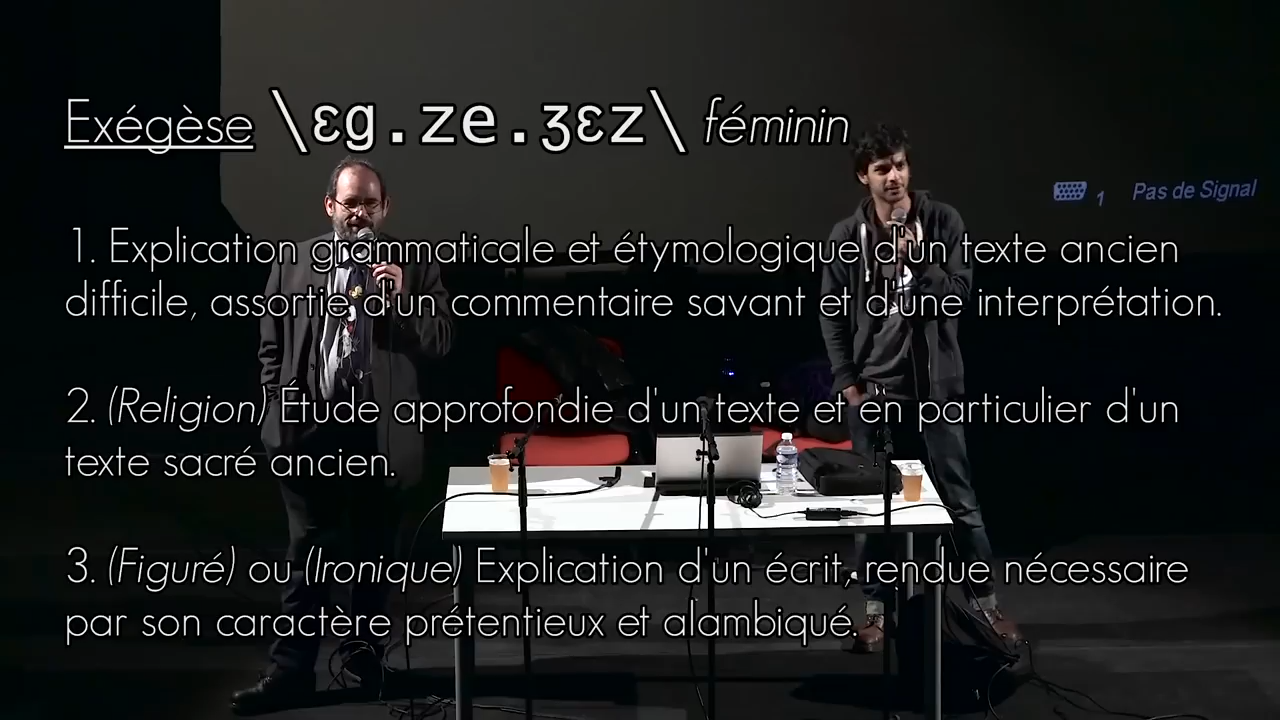 Exégèse \ɛg.ze.ʒɛz\ féminin
1 Pas de Signal
1. Explication grammaticale et étymologique d'un texte ancien
difficile, assortie d'un commentaire savant et d'une interprétation.
2. (Religion) Étude approfondie d'un texte et en particulier d'un
texte sacré ancien.
3. (Figuré) ou (Ironique) Explication d'un écrit, rendue nécessaire
par son caractère prétentieux et alambiqué.